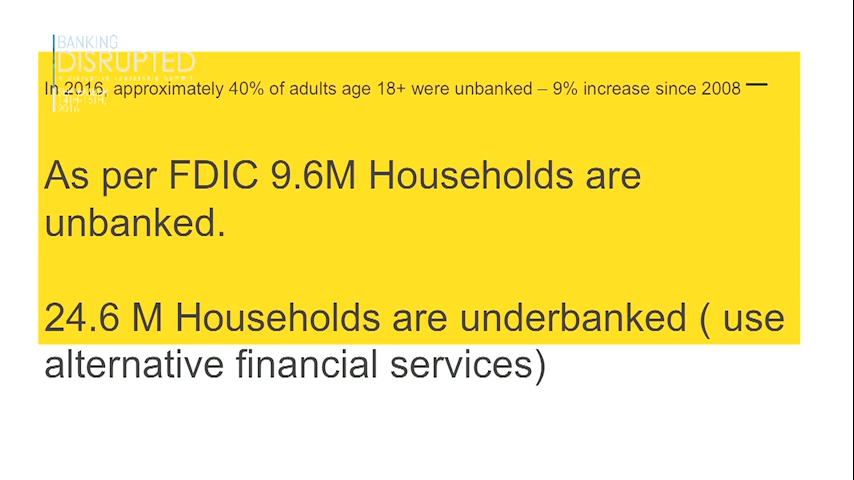 BANKING
DISRUPTED
In 2016, approximately 40% of adults age 18+ were unbanked – 9% increase since 2008
2016
As per FDIC 9.6M Households are
unbanked.
24.6 M Households are underbanked ( use
alternative financial services)